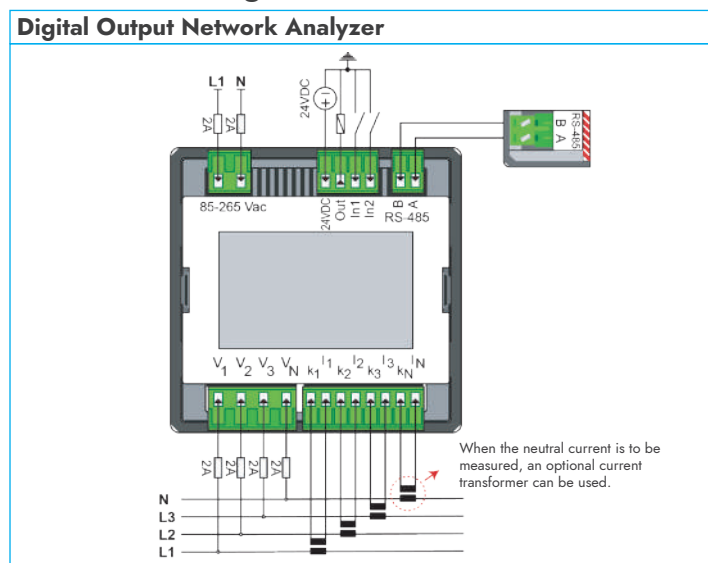 Digital Output Network Analyzer
L1 N
2A
2A
24VDC
B A
RS-485
85-265 Vac
24VDC
Out
In1
In2
B
A
RS-485
V1 V2 V3 VN k1 I1 k2 I2 k3 I3 kN IN
2A
2A
2A
2A
When the neutral current is to be
measured, an optional current
transformer can be used.
N
L3
L2
L1